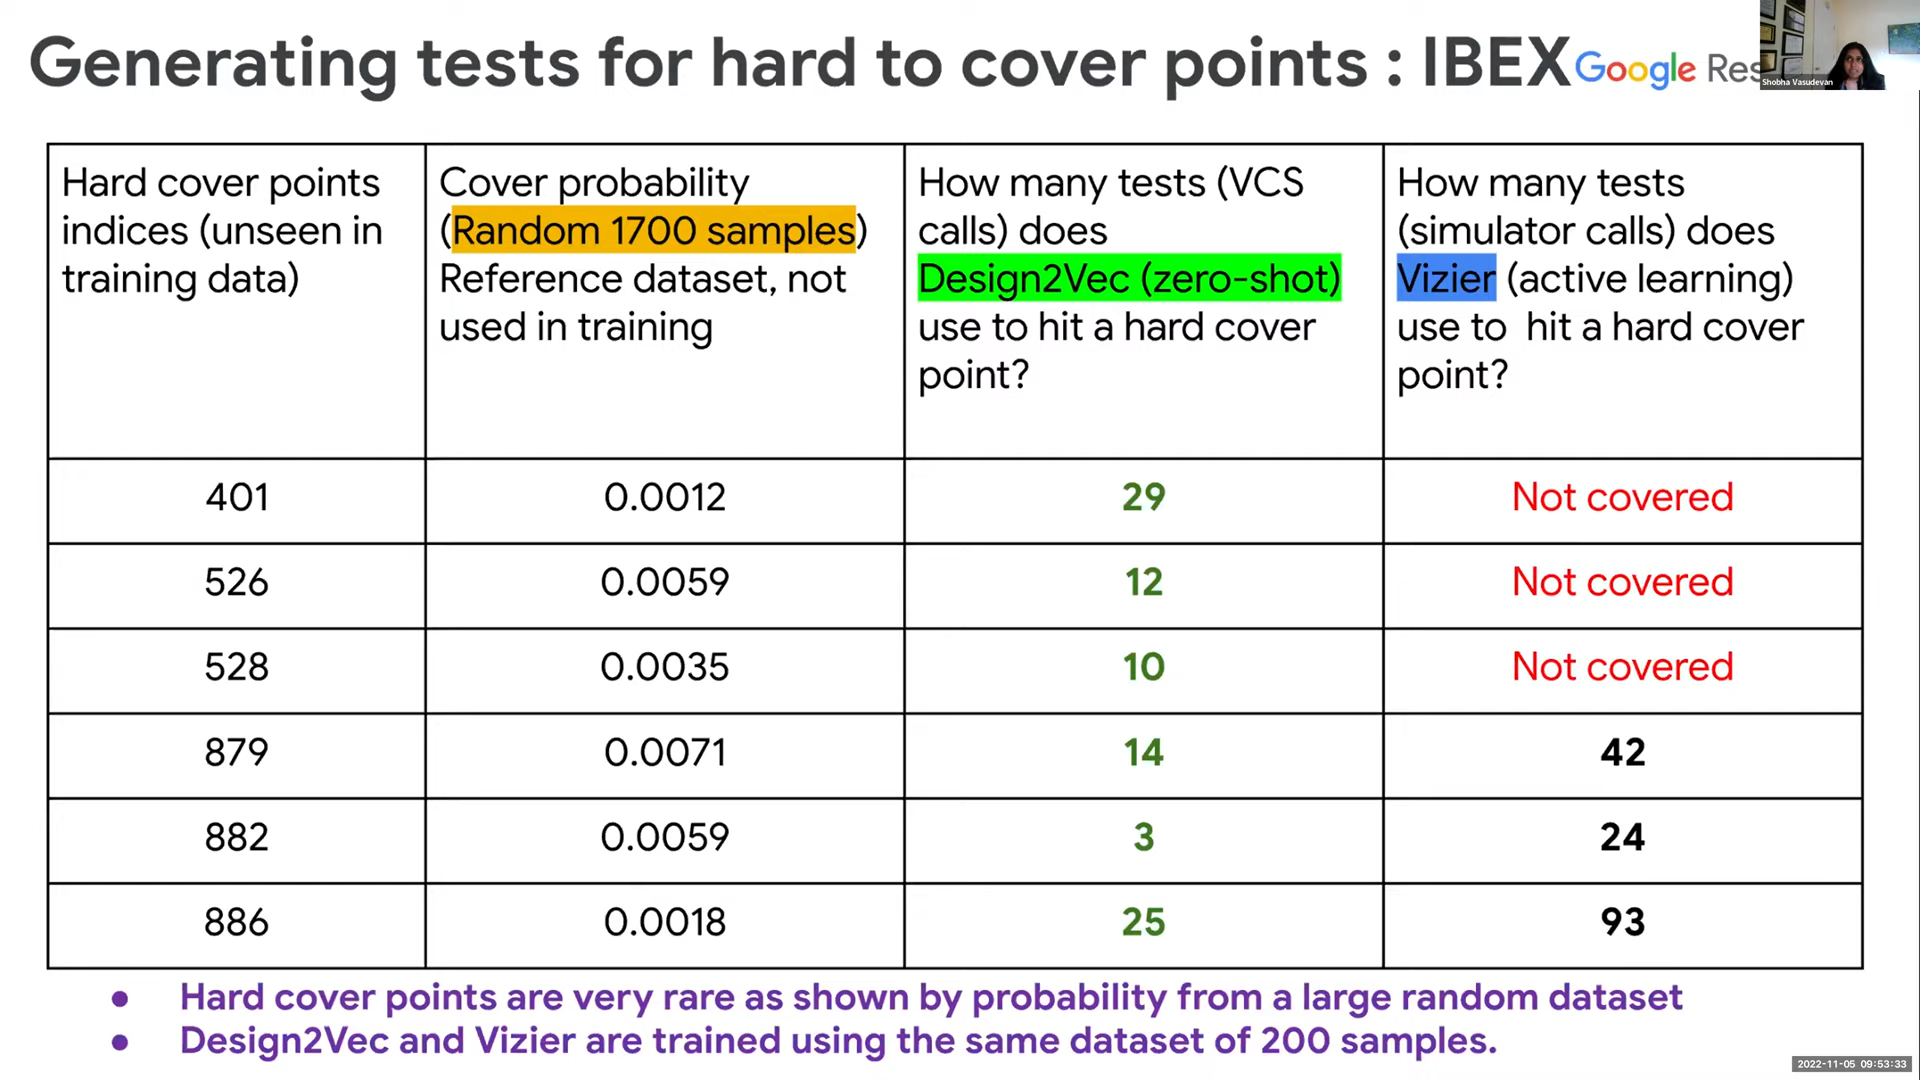 Generating tests for hard to cover points : IBEX
Google Res
Shobha Vasudevan
Hard cover points
indices (unseen in
training data)
Cover probability
(Random 1700 samples)
Reference dataset, not
used in training
How many tests (VCS
calls) does
Design2Vec (zero-shot)
use to hit a hard cover
point?
How many tests
(simulator calls) does
Vizier (active learning)
use to hit a hard cover
point?
401 0.0012 29 Not covered
526 0.0059 12 Not covered
528 0.0035 10 Not covered
879 0.0071 14 42
882 0.0059 3 24
886 0.0018 25 93
● Hard cover points are very rare as shown by probability from a large random dataset
● Design2Vec and Vizier are trained using the same dataset of 200 samples.
2022-11-05 09:53:33